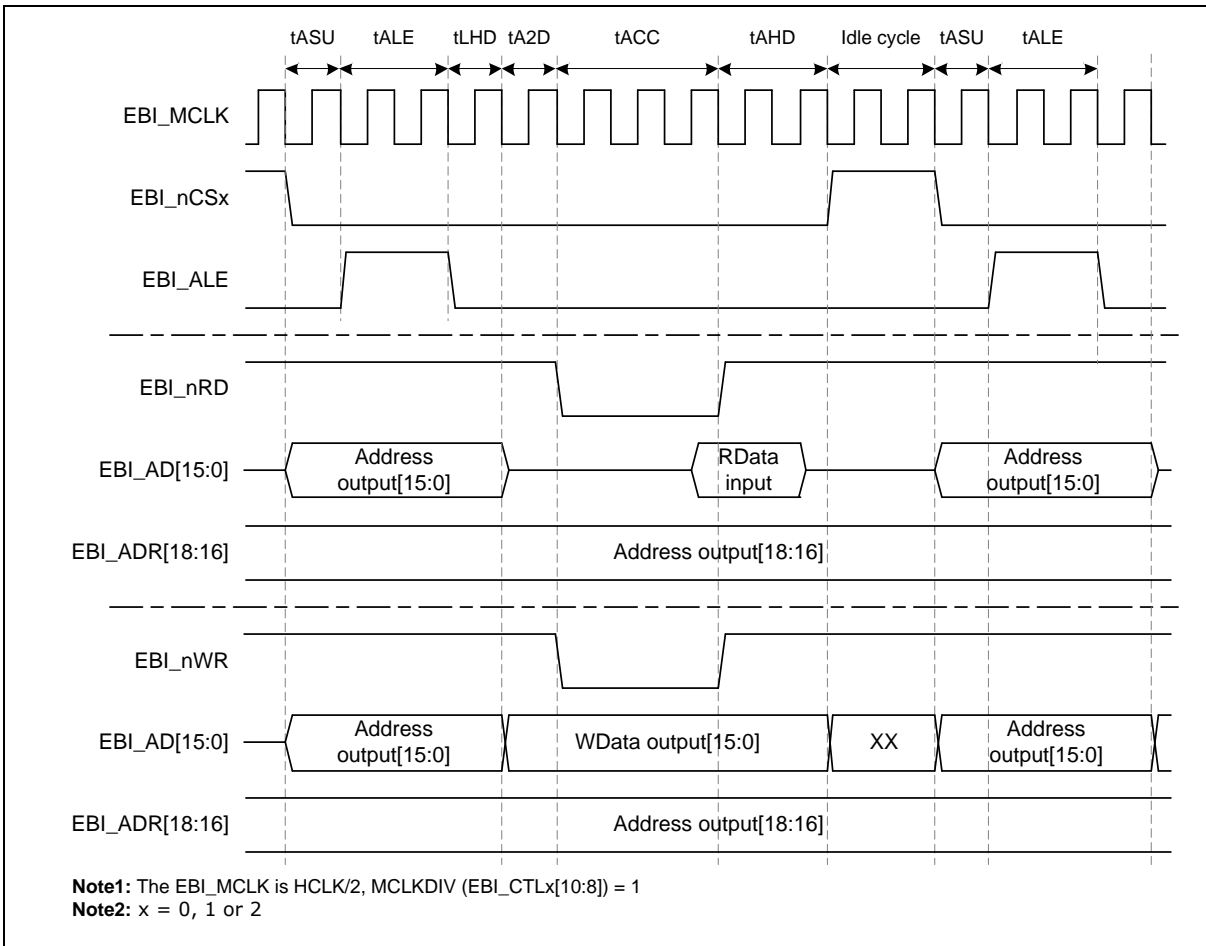 tASU tALE tLHD tA2D tACC tAHD Idle cycle tASU tALE
EBI_MCLK
EBI_nCSx
EBI_ALE
EBI_nRD
EBI_AD[15:0]
Address
output[15:0]
RData
input
Address
output[15:0]
EBI_ADR[18:16]
Address output[18:16]
EBI_nWR
EBI_AD[15:0]
Address
output[15:0]
WData output[15:0]
XX
Address
output[15:0]
EBI_ADR[18:16]
Address output[18:16]
Note1: The EBI_MCLK is HCLK/2, MCLKDIV (EBI_CTLx[10:8]) = 1
Note2: x = 0, 1 or 2